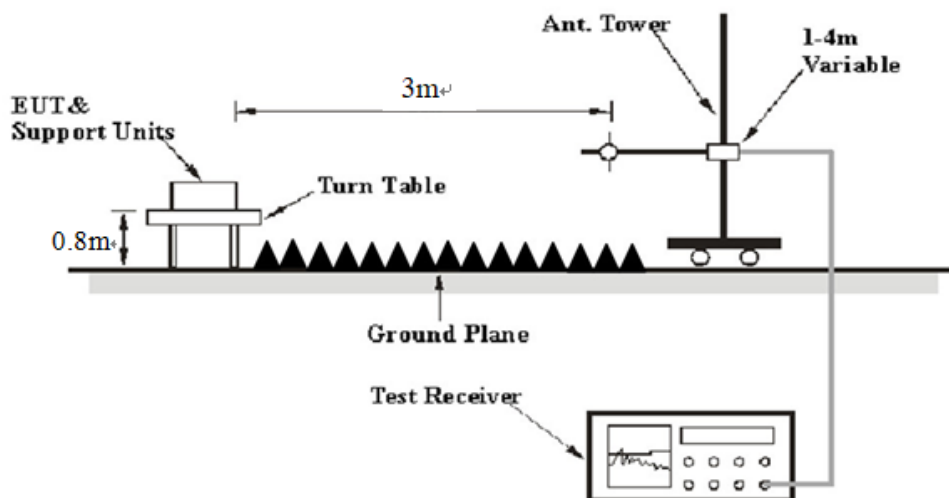 Ant. Tower
1-4m
Variable
3m
EUT &
Support Units
Turn Table
0.8m
Ground Plane
Test Receiver